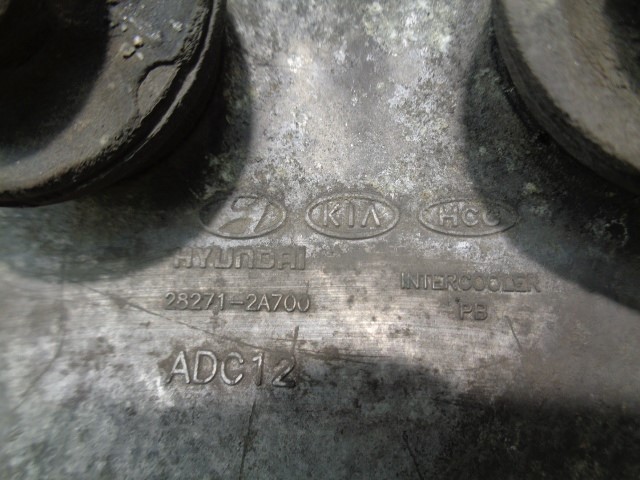 KIA HCC
HYUNDAI
28271-2A700
INTERCOOLER
PB
ADC12